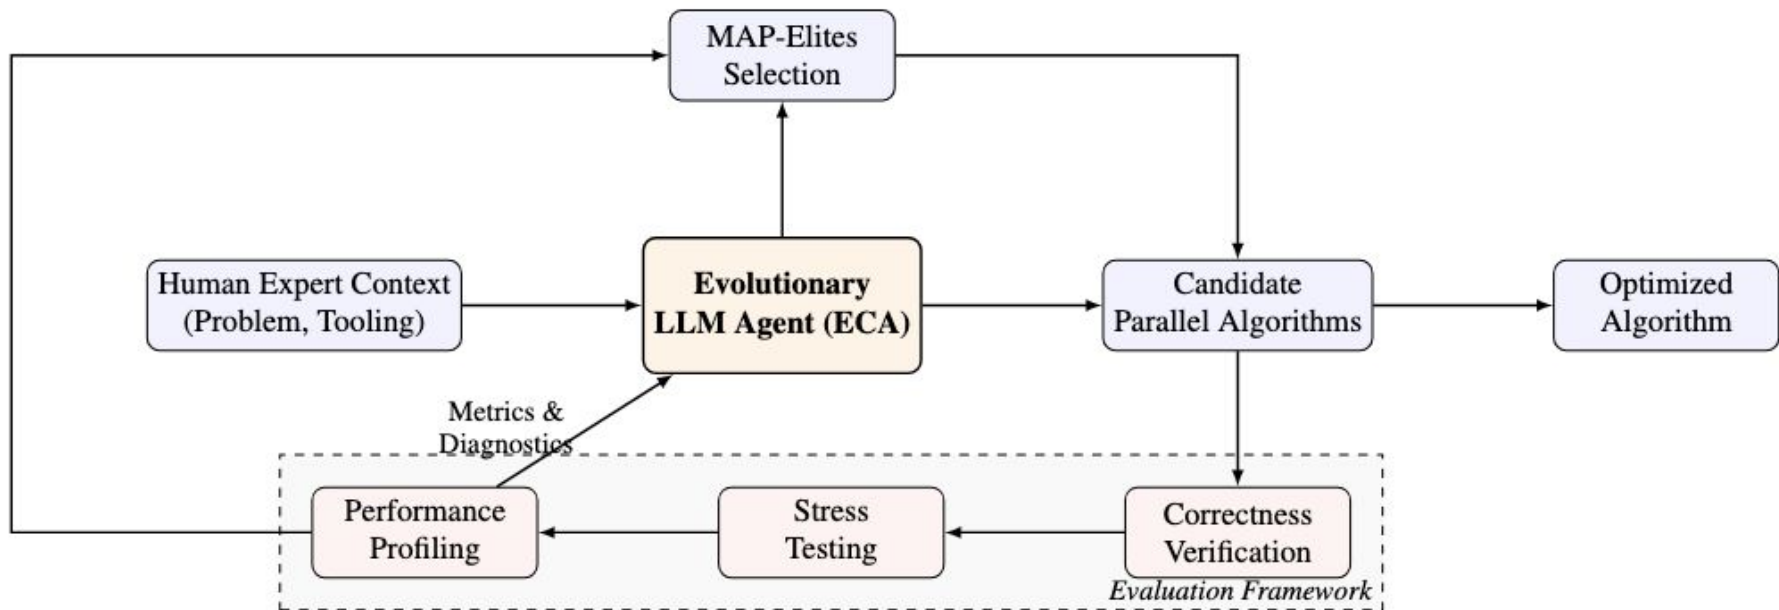 MAP-Elites
Selection
Human Expert Context
(Problem, Tooling)
Evolutionary
LLM Agent (ECA)
Candidate
Parallel Algorithms
Optimized
Algorithm
Metrics &
Diagnostics
Performance
Profiling
Stress
Testing
Correctness
Verification
Evaluation Framework